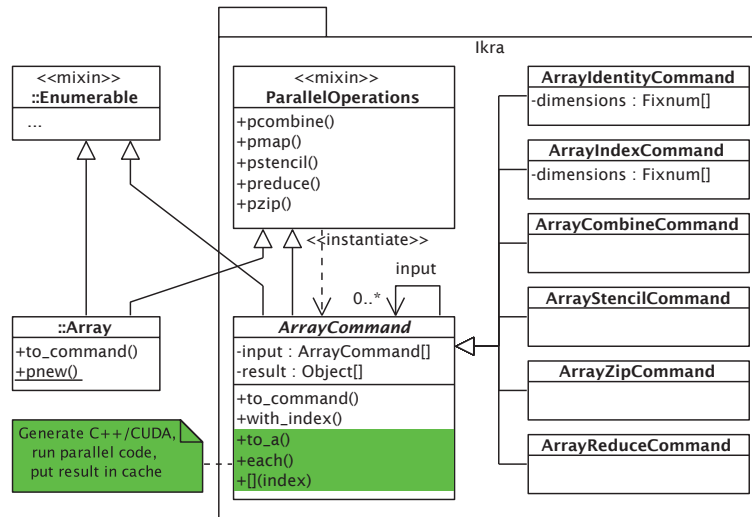 Ikra
<<mixin>>
::Enumerable
...
<<mixin>>
ParallelOperations
+pcombine()
+pmap()
+pstencil()
+preduce()
+pzip()
<<instantiate>>
input
0..*
::Array
+to_command()
+pnew()
ArrayCommand
-input : ArrayCommand[]
-result : Object[]
+to_command()
+with_index()
+to_a()
+each()
+[](index)
Generate C++/CUDA,
run parallel code,
put result in cache
ArrayIdentityCommand
-dimensions : Fixnum[]
ArrayIndexCommand
-dimensions : Fixnum[]
ArrayCombineCommand
ArrayStencilCommand
ArrayZipCommand
ArrayReduceCommand